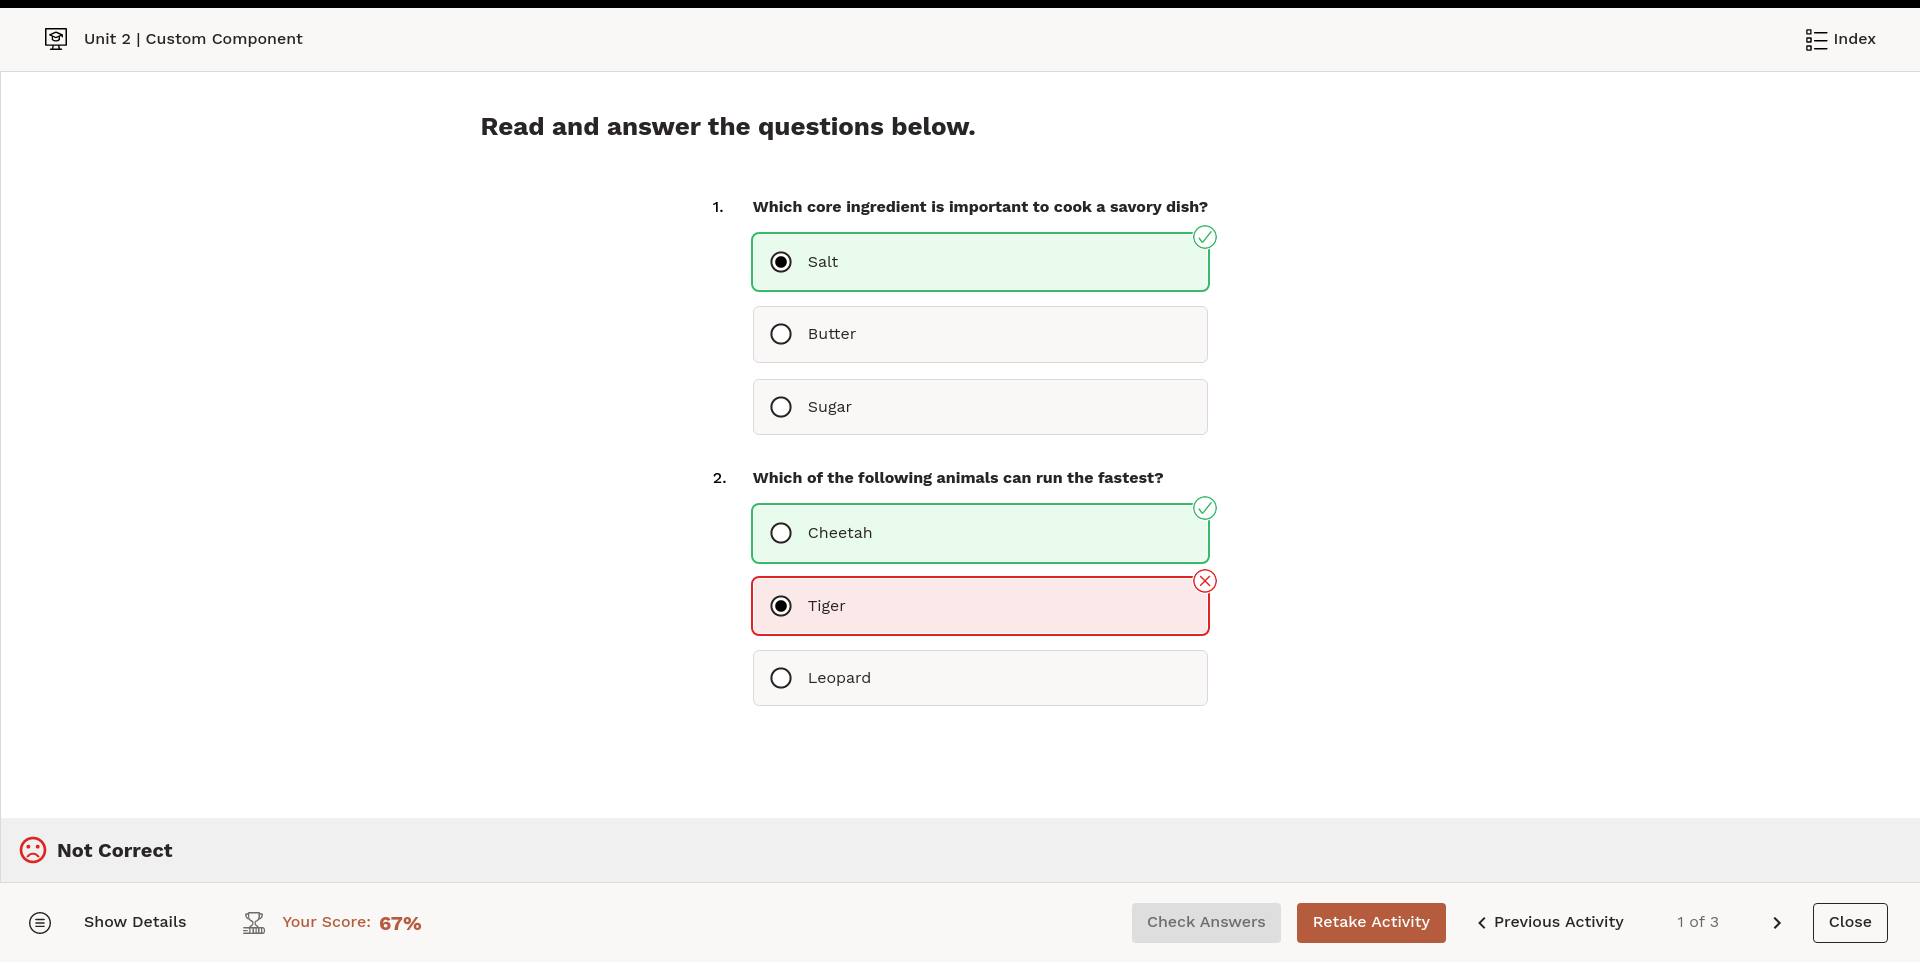 Unit 2 | Custom Component
Index
Read and answer the questions below.
1. Which core ingredient is important to cook a savory dish?
Salt
Butter
Sugar
2. Which of the following animals can run the fastest?
Cheetah
Tiger
Leopard
Not Correct
Show Details
Your Score: 67%
Check Answers
Retake Activity
Previous Activity
1 of 3
Close